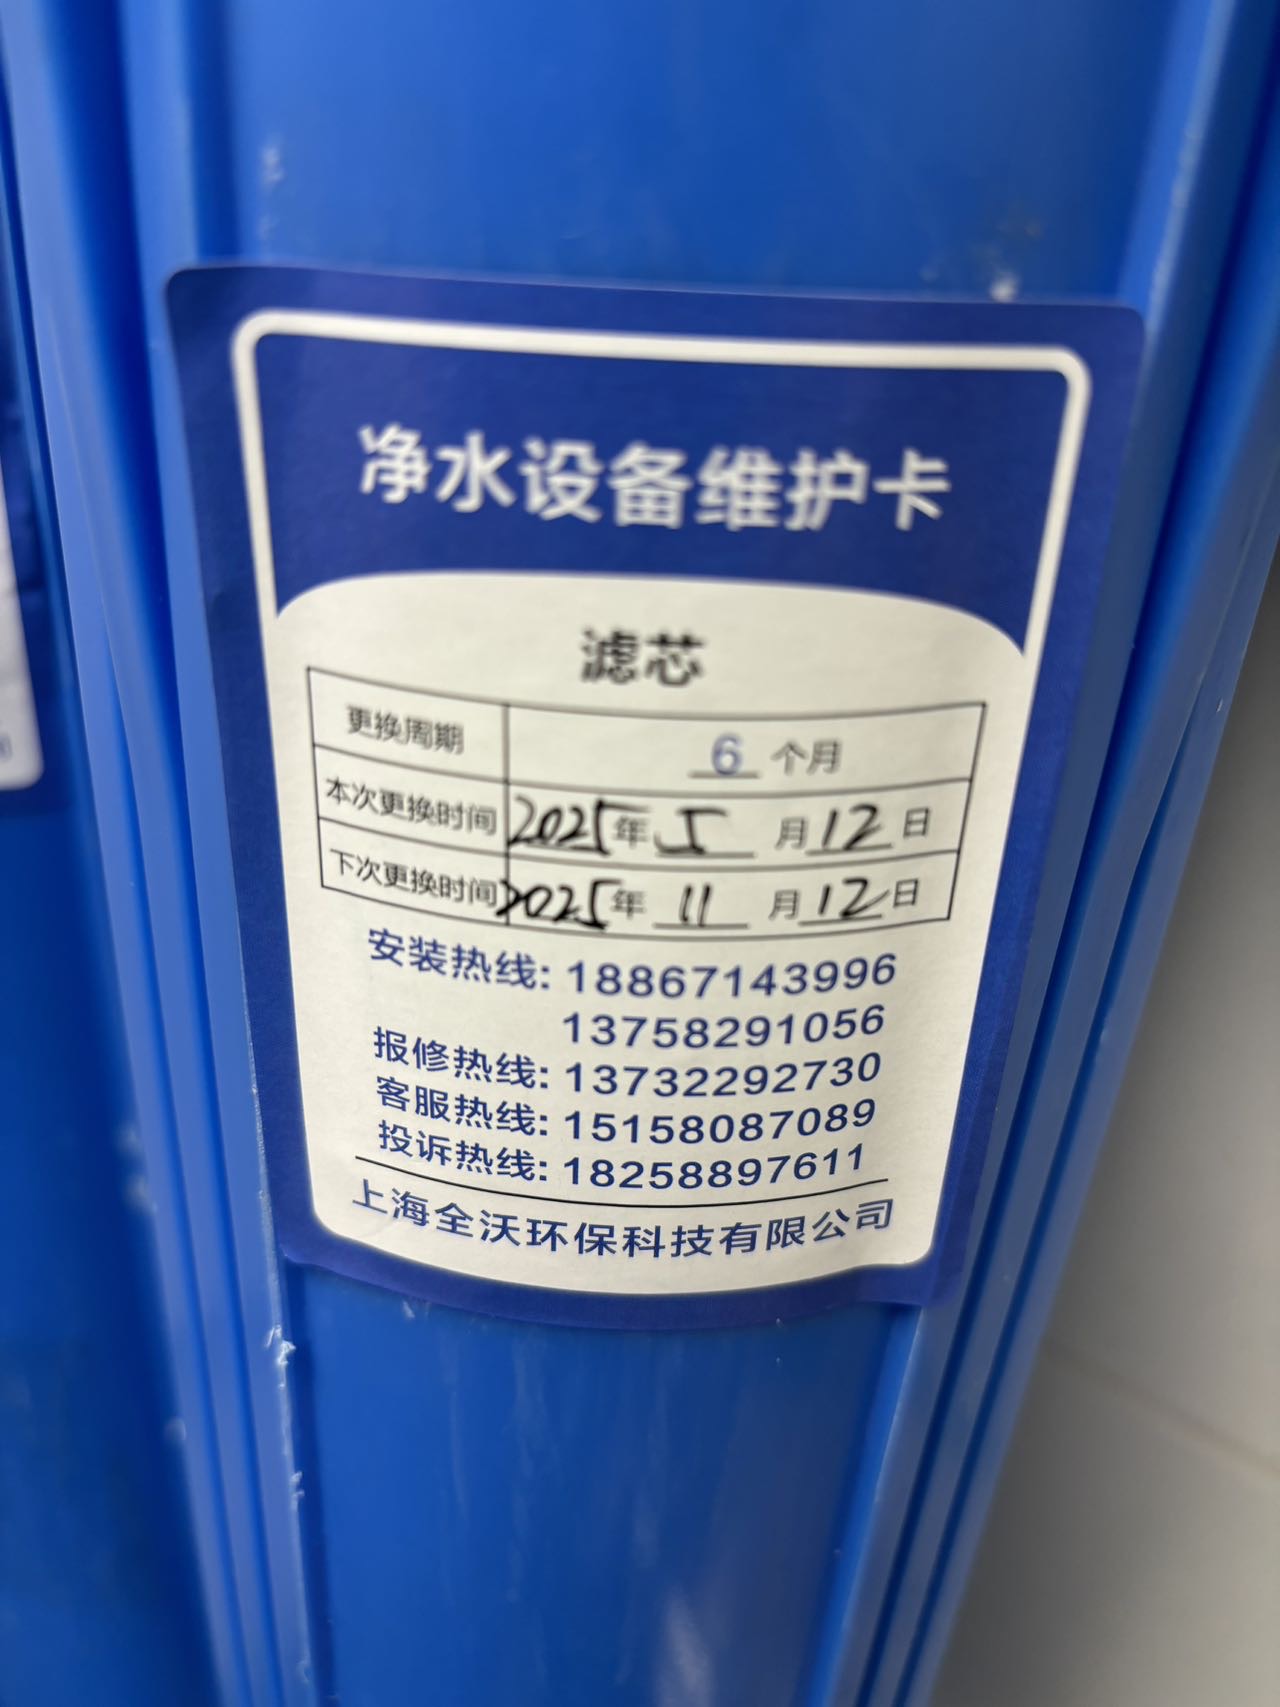 净水设备维护卡
滤芯
更换周期 6 个月
本次更换时间 2025年 5 月 12 日
下次更换时间 2025年 11 月 12 日
安装热线: 18867143996
13758291056
报修热线: 13732292730
客服热线: 15158087089
投诉热线: 18258897611
上海全沃环保科技有限公司